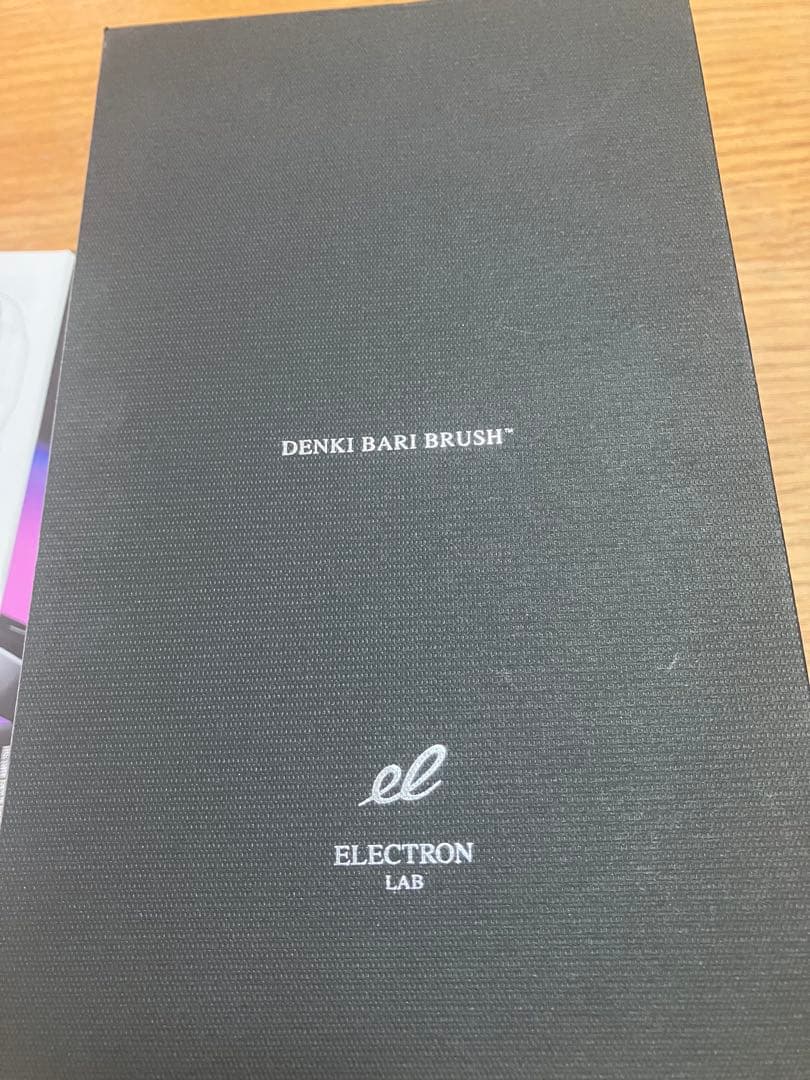 DENKI BARI BRUSH™
el
ELECTRON
LAB